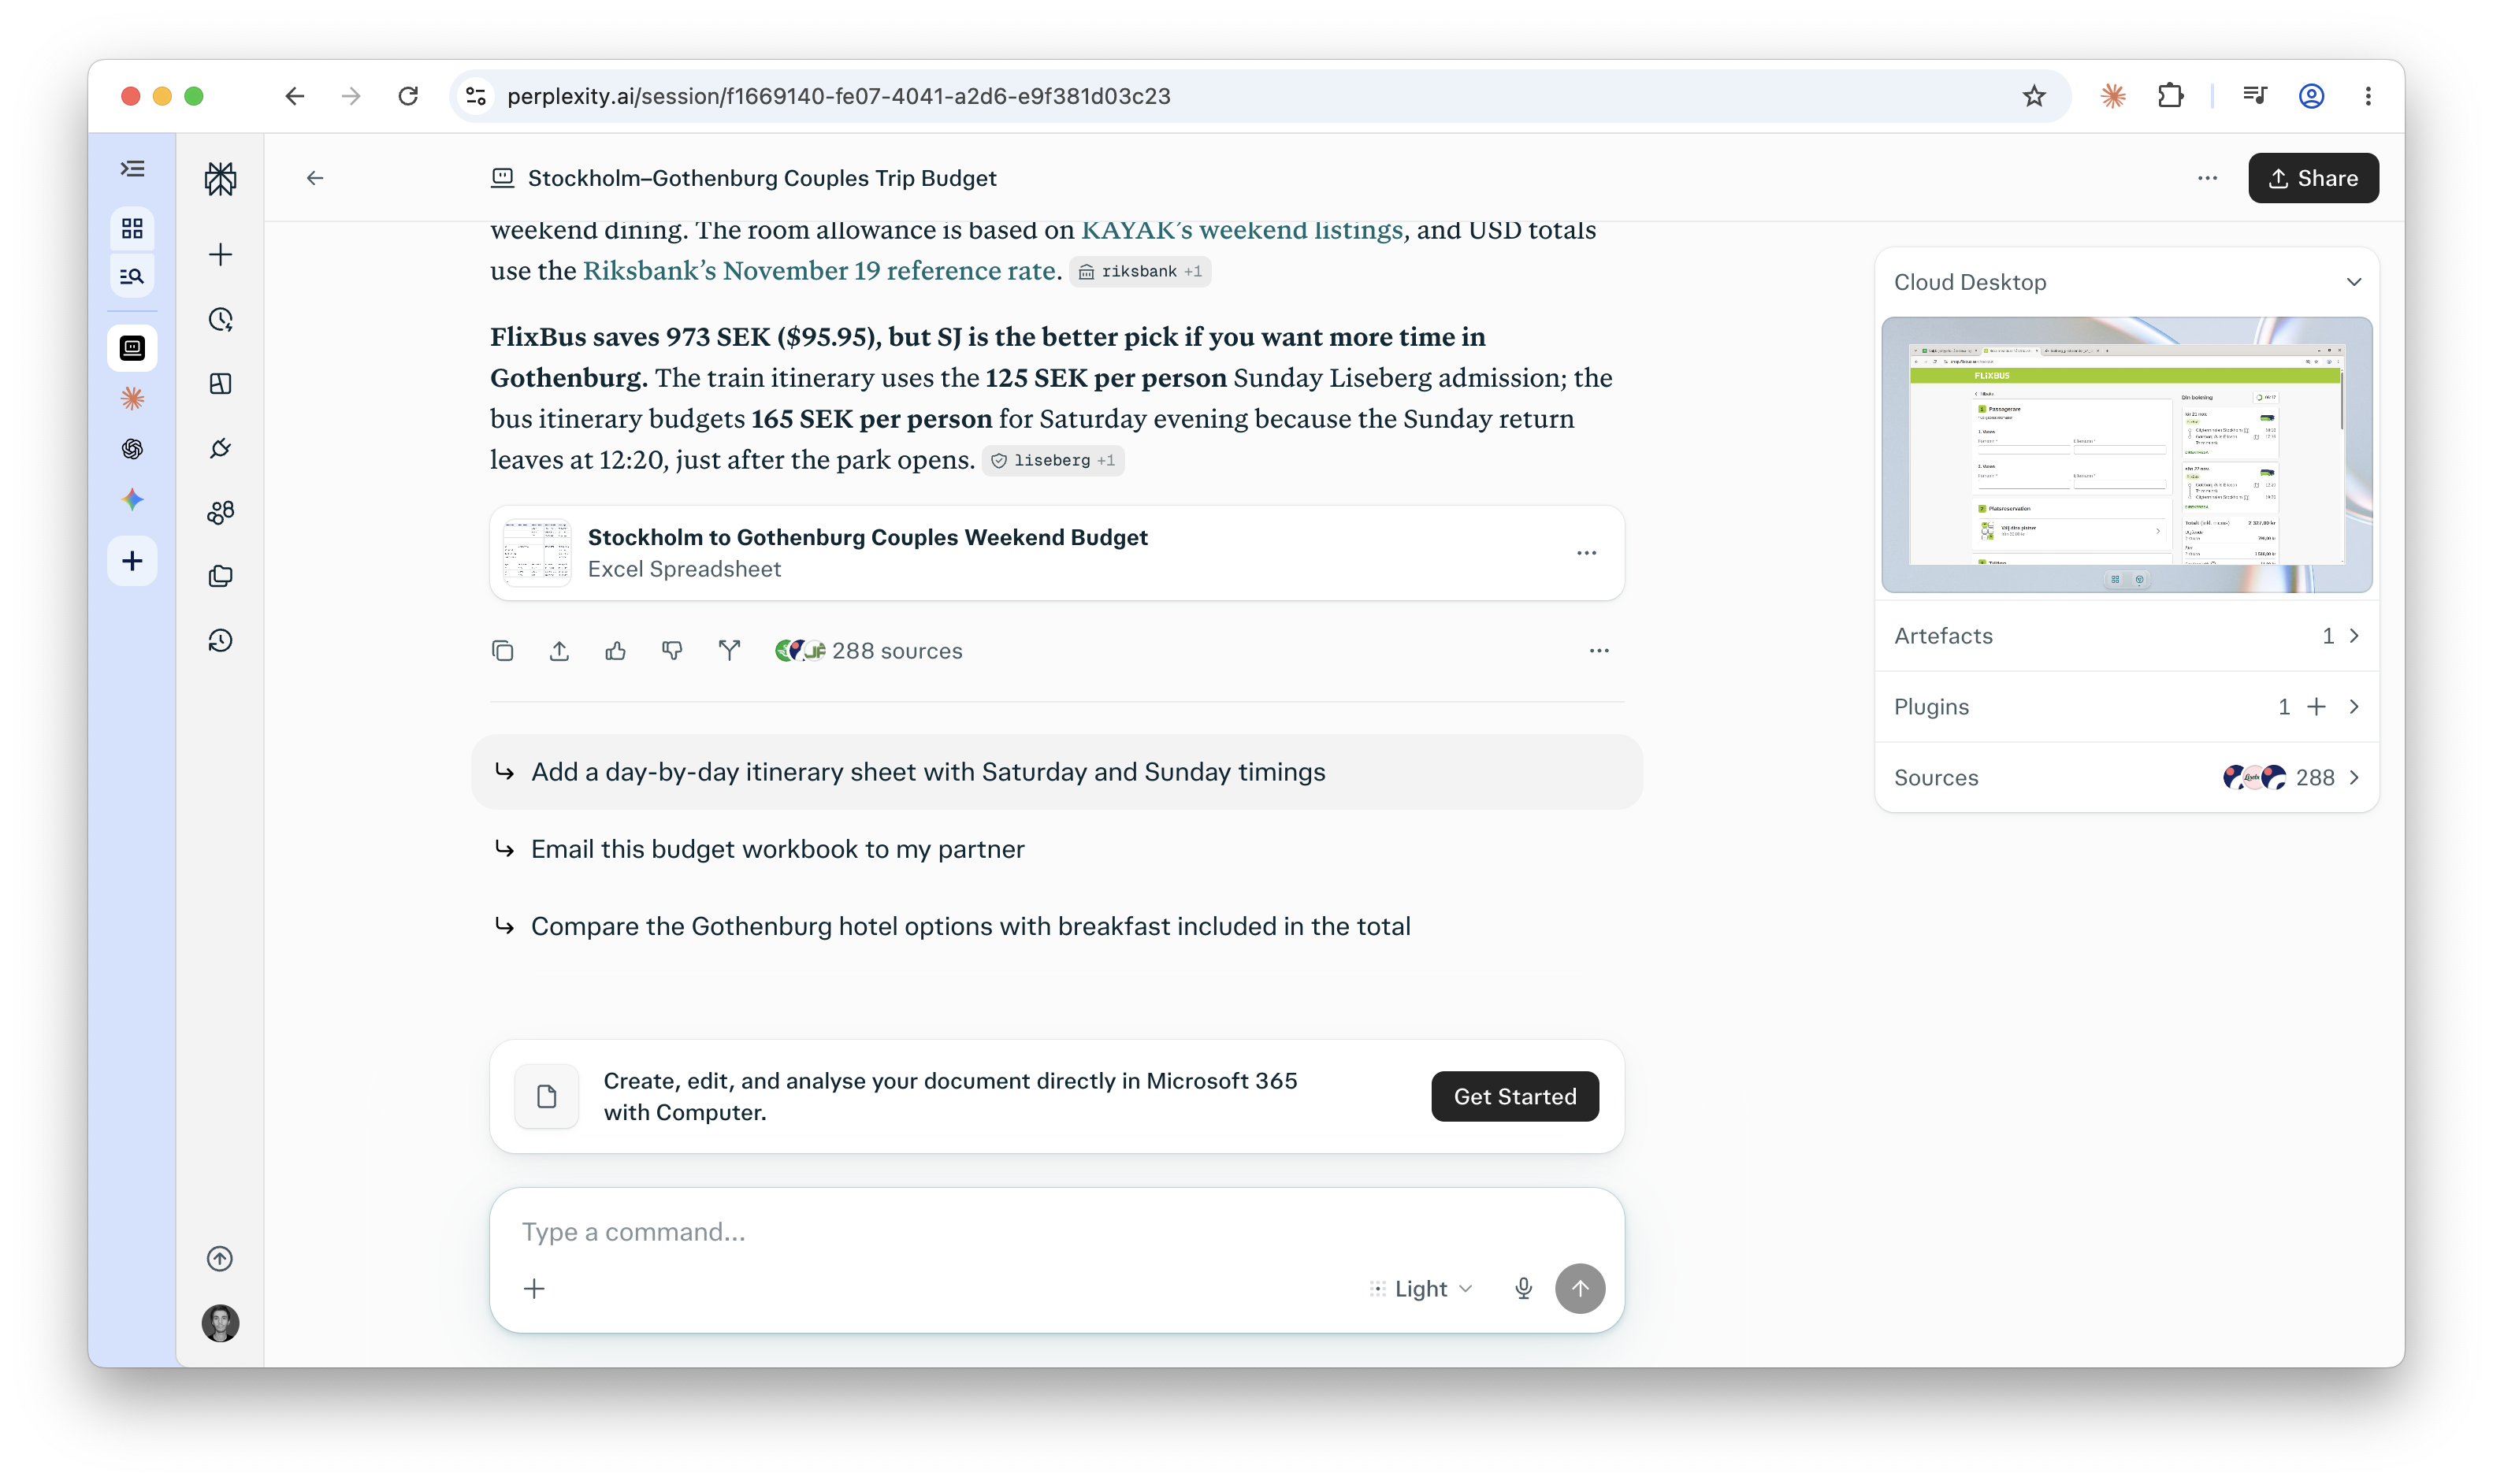 perplexity.ai/session/f1669140-fe07-4041-a2d6-e9f381d03c23
Stockholm–Gothenburg Couples Trip Budget
Share
weekend dining. The room allowance is based on KAYAK’s weekend listings, and USD totals
use the Riksbank’s November 19 reference rate. riksbank +1
FlixBus saves 973 SEK ($95.95), but SJ is the better pick if you want more time in
Gothenburg. The train itinerary uses the 125 SEK per person Sunday Liseberg admission; the
bus itinerary budgets 165 SEK per person for Saturday evening because the Sunday return
leaves at 12:20, just after the park opens. liseberg +1
Stockholm to Gothenburg Couples Weekend Budget
Excel Spreadsheet
288 sources
Add a day-by-day itinerary sheet with Saturday and Sunday timings
Email this budget workbook to my partner
Compare the Gothenburg hotel options with breakfast included in the total
Create, edit, and analyse your document directly in Microsoft 365
with Computer.
Get Started
Type a command...
Light
Cloud Desktop
FLiXBUS
Passagerare
Platsreservation
Din bokning
Artefacts 1
Plugins 1
Sources 288